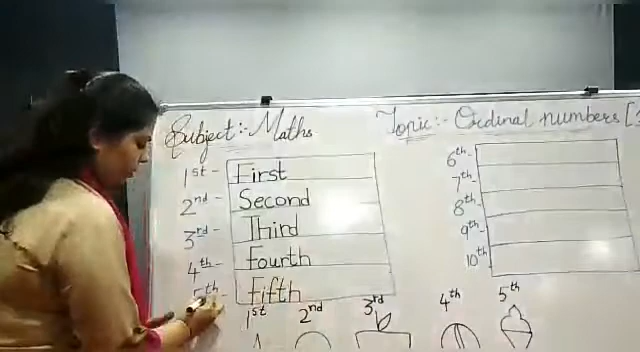 Subject:- Maths
Topic:- Ordinal numbers
1st - First
2nd - Second
3rd - Third
4th - Fourth
5th - Fifth
6th -
7th -
8th -
9th -
10th -
1st 2nd 3rd 4th 5th